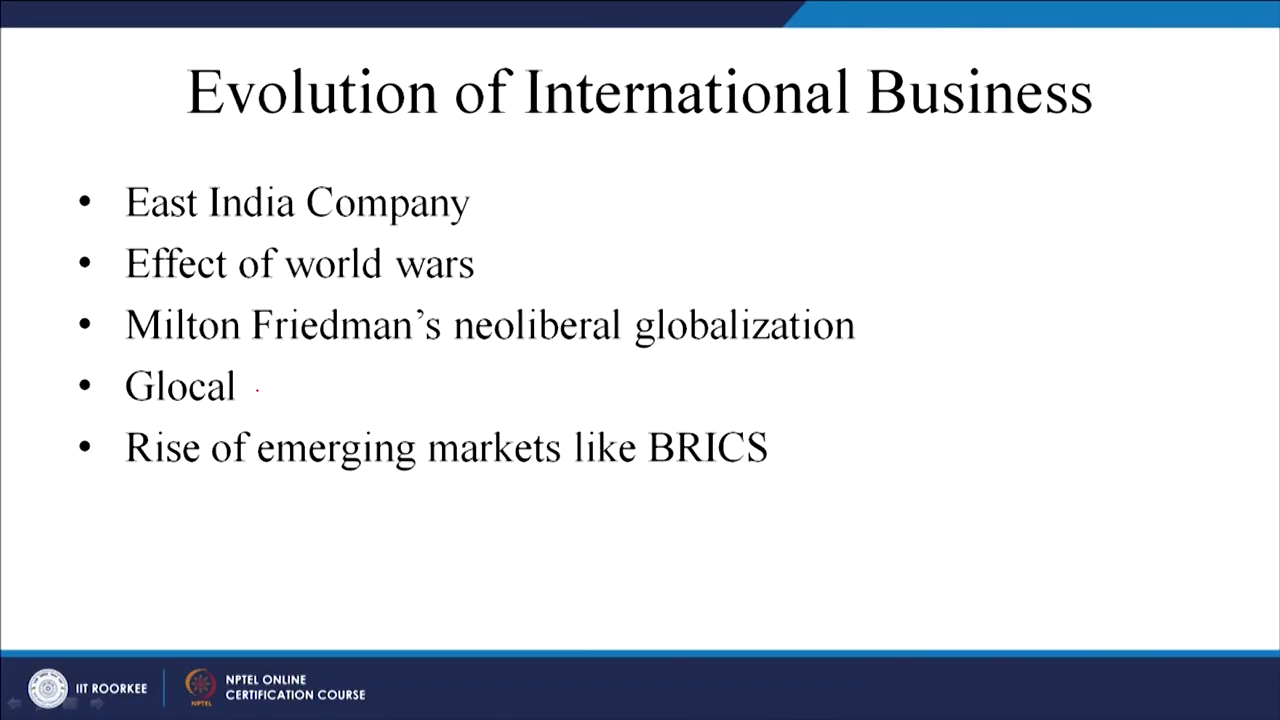 Evolution of International Business
• East India Company
• Effect of world wars
• Milton Friedman’s neoliberal globalization
• Glocal
• Rise of emerging markets like BRICS
IIT ROORKEE
NPTEL ONLINE
CERTIFICATION COURSE
NPTEL